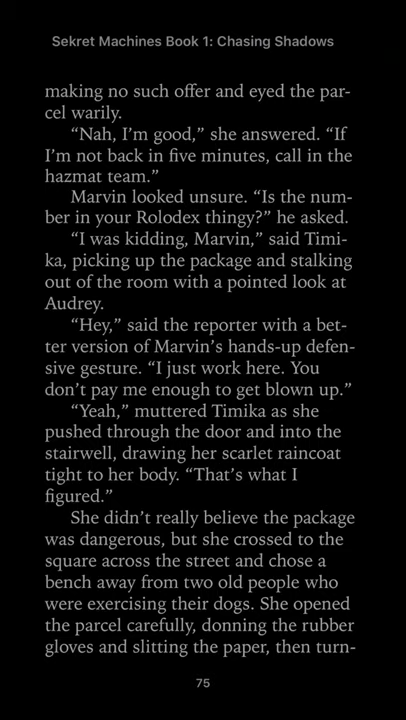 Sekret Machines Book 1: Chasing Shadows
making no such offer and eyed the par-
cel warily.
“Nah, I’m good,” she answered. “If
I’m not back in five minutes, call in the
hazmat team.”
Marvin looked unsure. “Is the num-
ber in your Rolodex thingy?” he asked.
“I was kidding, Marvin,” said Timi-
ka, picking up the package and stalking
out of the room with a pointed look at
Audrey.
“Hey,” said the reporter with a bet-
ter version of Marvin’s hands-up defen-
sive gesture. “I just work here. You
don’t pay me enough to get blown up.”
“Yeah,” muttered Timika as she
pushed through the door and into the
stairwell, drawing her scarlet raincoat
tight to her body. “That’s what I
figured.”
She didn’t really believe the package
was dangerous, but she crossed to the
square across the street and chose a
bench away from two old people who
were exercising their dogs. She opened
the parcel carefully, donning the rubber
gloves and slitting the paper, then turn-
75